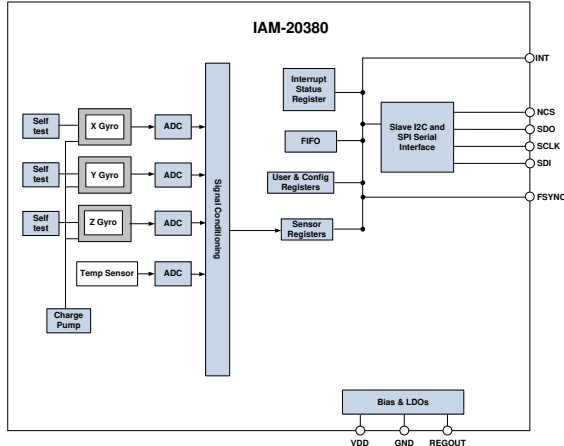 IAM-20380
INT
Interrupt
Status
Register
NCS
Self
test
X Gyro
ADC
Slave I2C and
SPI Serial
Interface
SDO
FIFO
SCLK
SDI
Self
test
Y Gyro
ADC
Signal Conditioning
User & Config
Registers
FSYNC
Self
test
Z Gyro
ADC
Sensor
Registers
Temp Sensor
ADC
Charge
Pump
Bias & LDOs
VDD
GND
REGOUT